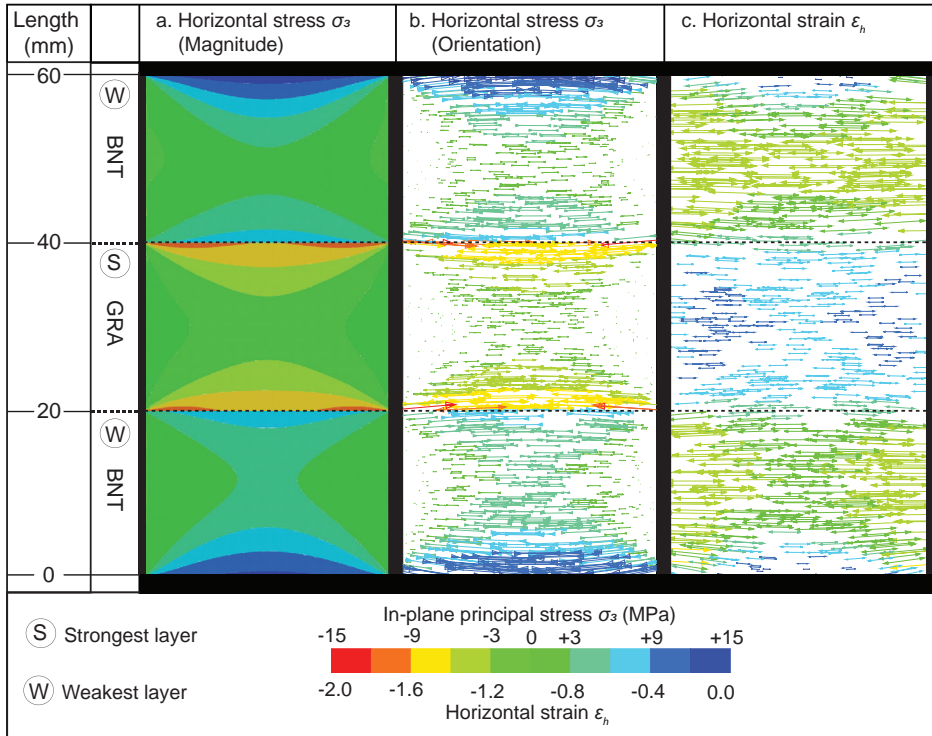 Length
(mm)
a. Horizontal stress σ₃
(Magnitude)
b. Horizontal stress σ₃
(Orientation)
c. Horizontal strain εₕ
60
W
BNT
40
S
GRA
20
W
BNT
0
S Strongest layer
W Weakest layer
In-plane principal stress σ₃ (MPa)
-15 -9 -3 0 +3 +9 +15
-2.0 -1.6 -1.2 -0.8 -0.4 0.0
Horizontal strain εₕ